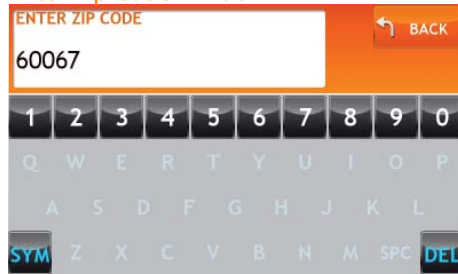 ENTER ZIP CODE
BACK
60067
1 2 3 4 5 6 7 8 9 0
Q W E R T Y U I O P
A S D F G H J K L
SYM Z X C V B N M SPC DEL